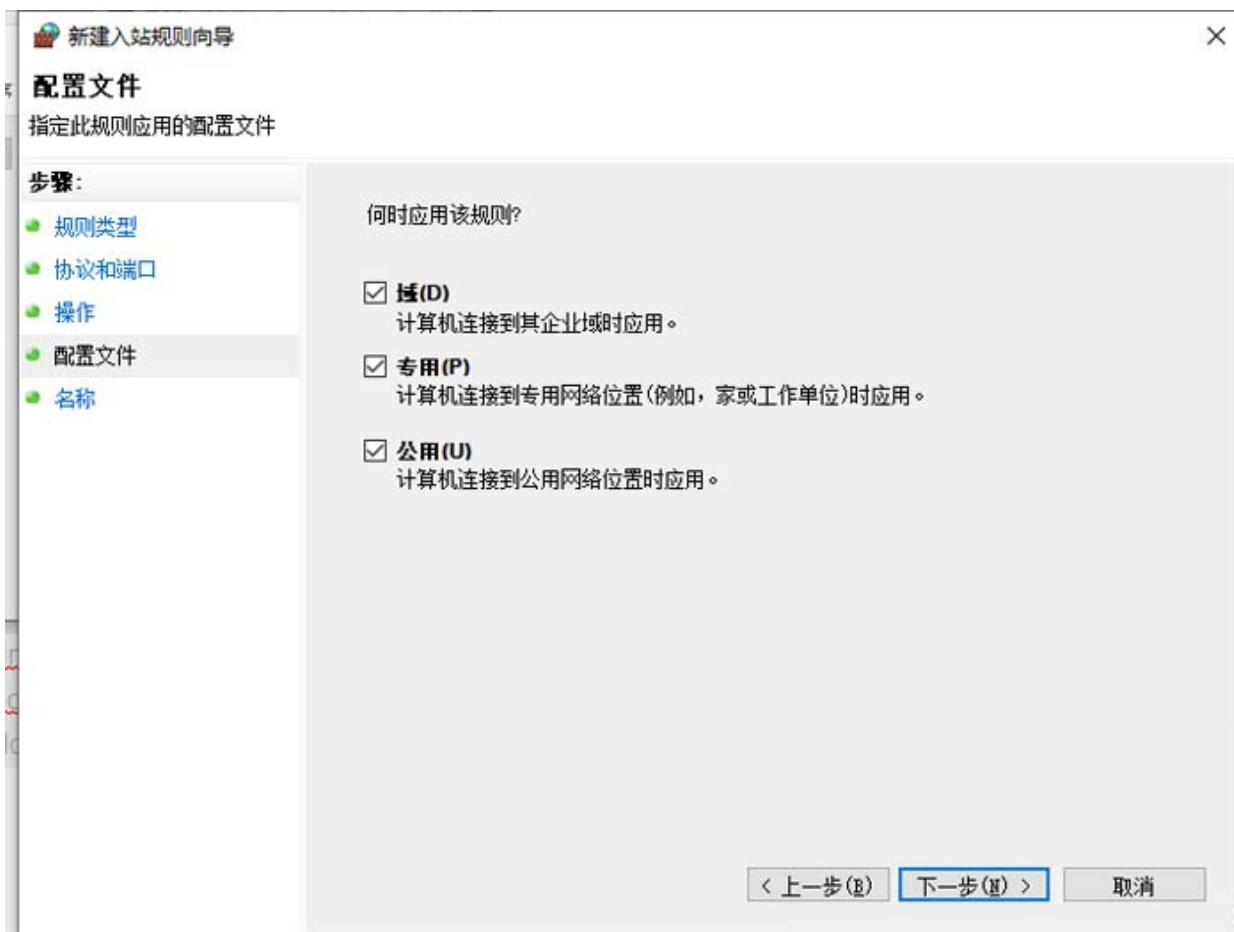 新建入站规则向导
配置文件
指定此规则应用的配置文件
步骤:
规则类型
协议和端口
操作
配置文件
名称
何时应用该规则?
域(D)
计算机连接到其企业域时应用。
专用(P)
计算机连接到专用网络位置(例如，家或工作单位)时应用。
公用(U)
计算机连接到公用网络位置时应用。
< 上一步(B)
下一步(N) >
取消